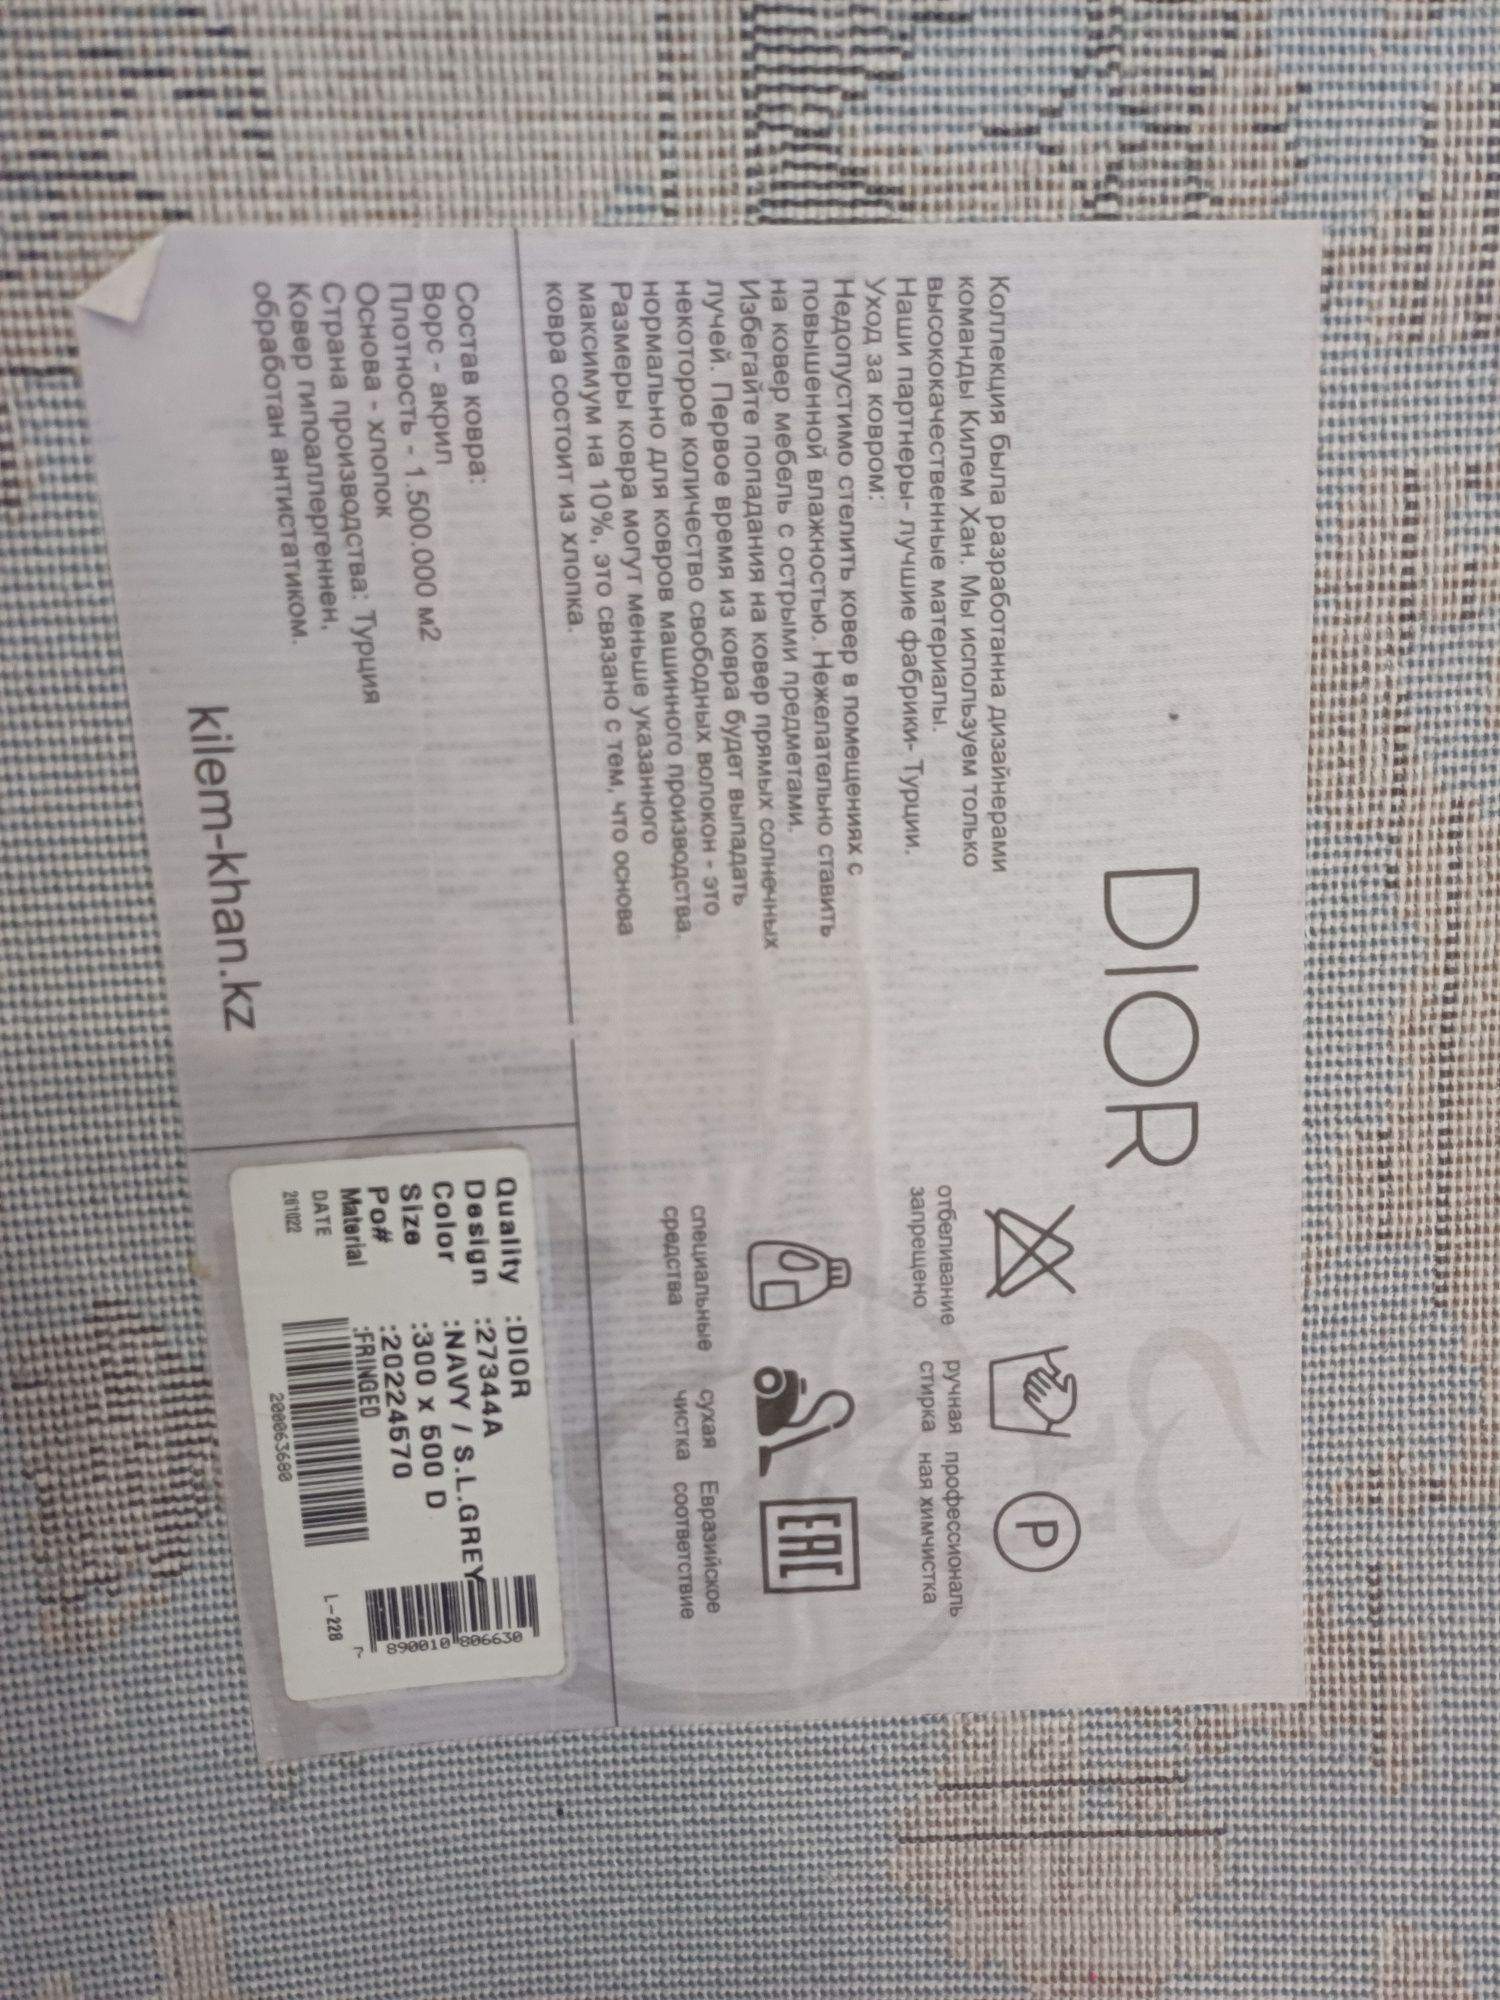 DIOR
Коллекция была разработанна дизайнерами
команды Килем Хан. Мы используем только
высококачественные материалы.
Наши партнеры- лучшие фабрики- Турции.
Уход за ковром:
Недопустимо стелить ковер в помещениях с
повышенной влажностью. Нежелательно ставить
на ковер мебель с острыми предметами.
Избегайте попадания на ковер прямых солнечных
лучей. Первое время из ковра будет выпадать
некоторое количество свободных волокон - это
нормально для ковров машинного производства.
Размеры ковра могут меньше указанного
максимум на 10%, это связано с тем, что основа
ковра состоит из хлопка.
P
отбеливание
запрещено
ручная
стирка
профессиональ
ная химчистка
EAC
специальные
средства
сухая
чистка
Евразийское
соответствие
Состав ковра:
Ворс - акрил
Плотность - 1.500.000 м2
Основа - хлопок
Страна производства: Турция
Ковер гипоаллергеннен,
обработан антистатиком.
kilem-khan.kz
Quality :DIOR
Design :27344A
Color :NAVY / S.L.GREY
Size :300 X 500 D
Po# :20224570
Material :FRINGED
DATE
261022
200063680
7 890010 806630
L-228